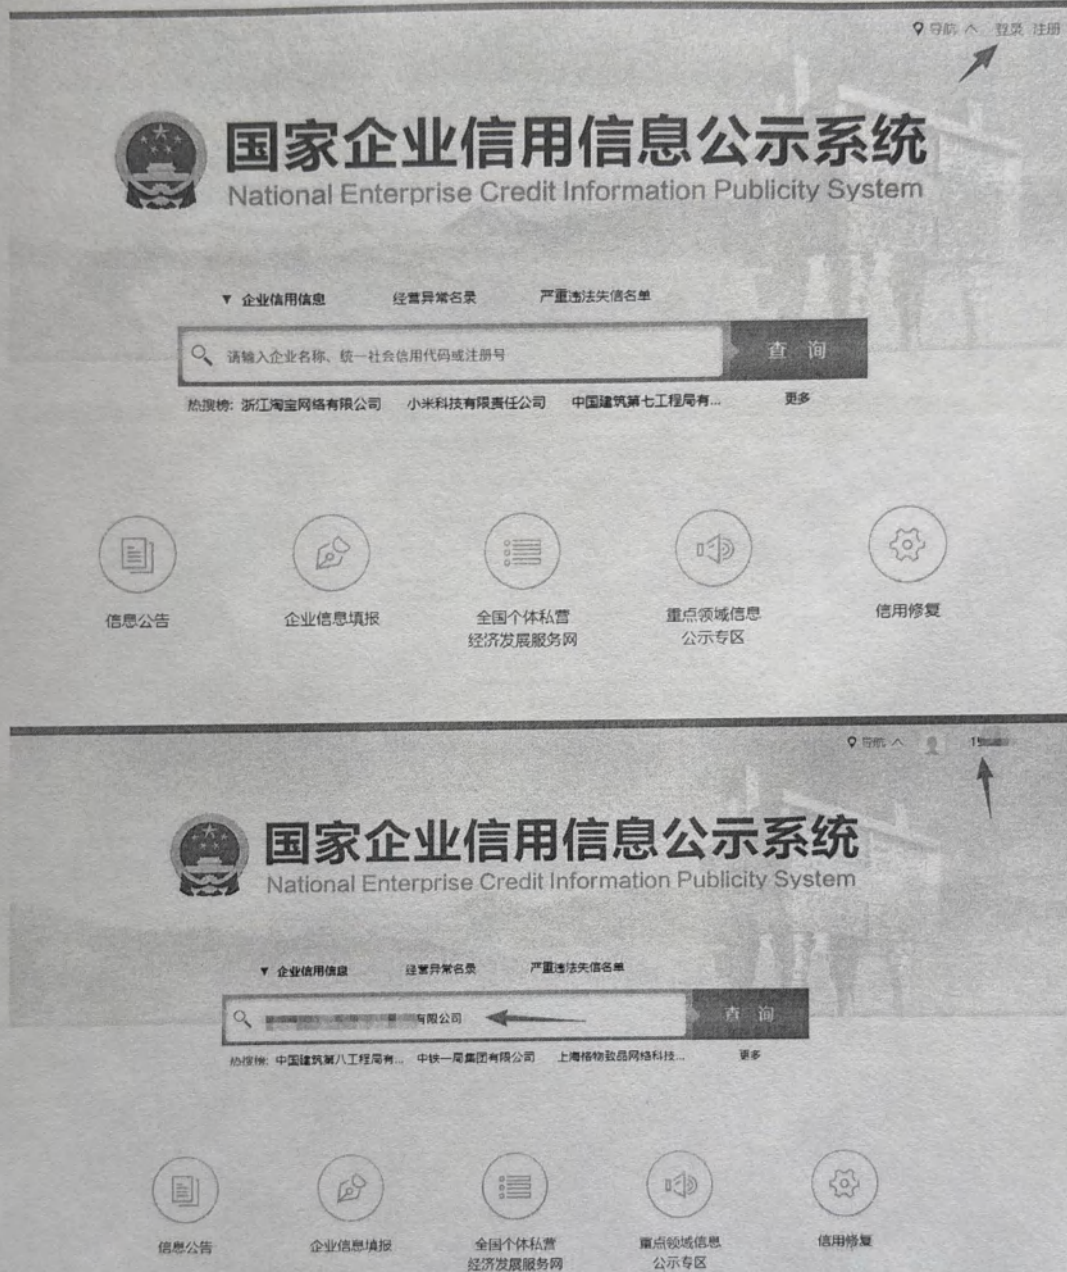 导航 登录 注册
国家企业信用信息公示系统
National Enterprise Credit Information Publicity System
企业信用信息 经营异常名录 严重违法失信名单
请输入企业名称、统一社会信用代码或注册号 查 询
热搜榜: 浙江淘宝网络有限公司 小米科技有限责任公司 中国建筑第七工程局有... 更多
信息公告 企业信息填报 全国个体私营 重点领域信息 信用修复
经济发展服务网 公示专区
导航 15
国家企业信用信息公示系统
National Enterprise Credit Information Publicity System
企业信用信息 经营异常名录 严重违法失信名单
有限公司 查 询
热搜榜: 中国建筑第八工程局有... 中铁一局集团有限公司 上海格物致品网络科技... 更多
信息公告 企业信息填报 全国个体私营 重点领域信息 信用修复
经济发展服务网 公示专区